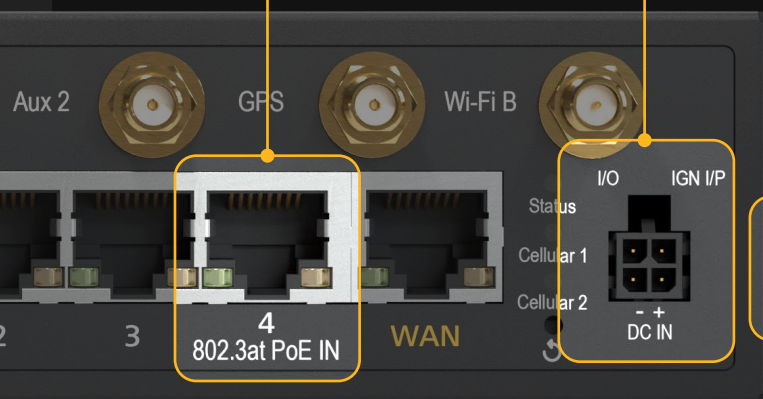 Aux 2
GPS
Wi-Fi B
I/O
IGN I/P
Status
Cellular 1
Cellular 2
2
3
4
802.3at PoE IN
WAN
- +
DC IN